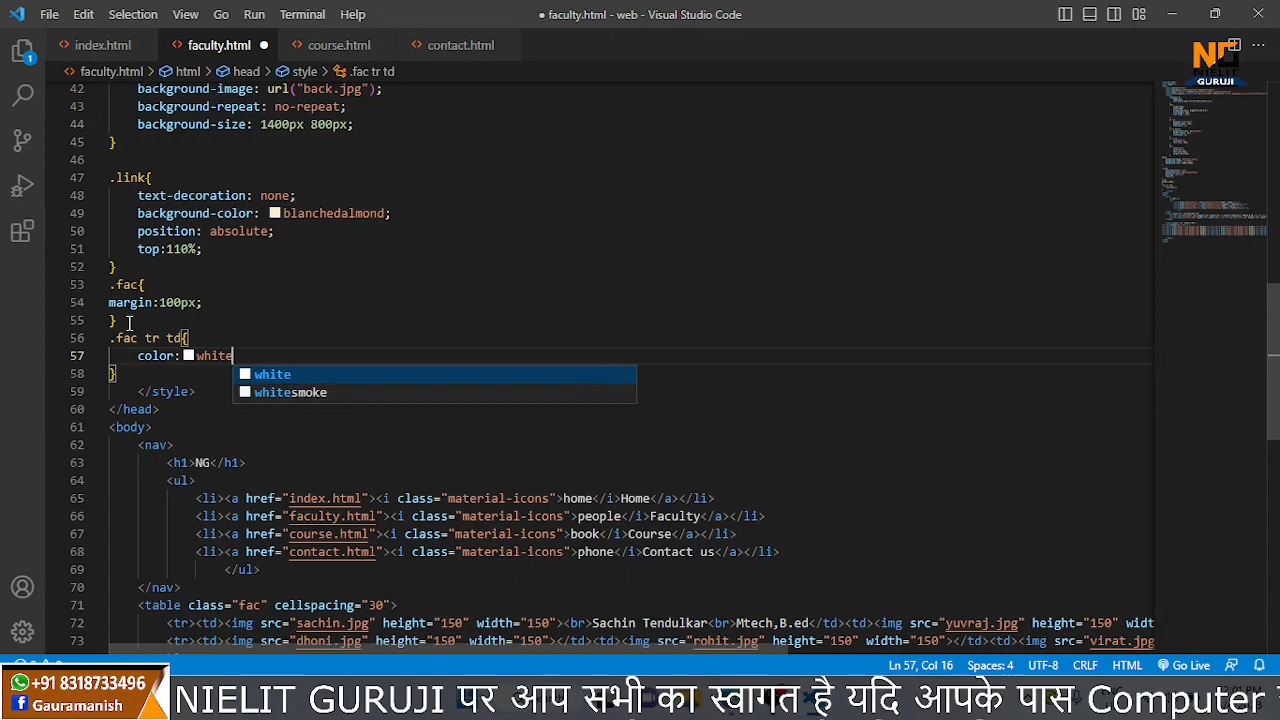 File Edit Selection View Go Run Terminal Help
● faculty.html - web - Visual Studio Code
index.html faculty.html ● course.html contact.html
faculty.html > html > head > style > .fac tr td
NIELIT
GURUJI
1
42 background-image: url("back.jpg");
43 background-repeat: no-repeat;
44 background-size: 1400px 800px;
45 }
46
47 .link{
48 text-decoration: none;
49 background-color: blanchedalmond;
50 position: absolute;
51 top:110%;
52 }
53 .fac{
54 margin:100px;
55 }
56 .fac tr td{
57 color: white
white
whitesmoke
58 }
59 </style>
60 </head>
61 <body>
62 <nav>
63 <h1>NG</h1>
64 <ul>
65 <li><a href="index.html"><i class="material-icons">home</i>Home</a></li>
66 <li><a href="faculty.html"><i class="material-icons">people</i>Faculty</a></li>
67 <li><a href="course.html"><i class="material-icons">book</i>Course</a></li>
68 <li><a href="contact.html"><i class="material-icons">phone</i>Contact us</a></li>
69 </ul>
70 </nav>
71 <table class="fac" cellspacing="30">
72 <tr><td><img src="sachin.jpg" height="150" width="150"><br>Sachin Tendulkar<br>Mtech,B.ed</td><td><img src="yuvraj.jpg" height="150" widt
73 <tr><td><img src="dhoni.jpg" height="150" width="150"></td><td><img src="rohit.jpg" height="150" width="150"></td><td><img src="virat.jpg" height="150"
Ln 57, Col 16 Spaces: 4 UTF-8 CRLF HTML Go Live
+91 8318733496
Gauramanish
NIELIT GURUJI पर आप सभी का स्वागत है यदि आपके पास Computer